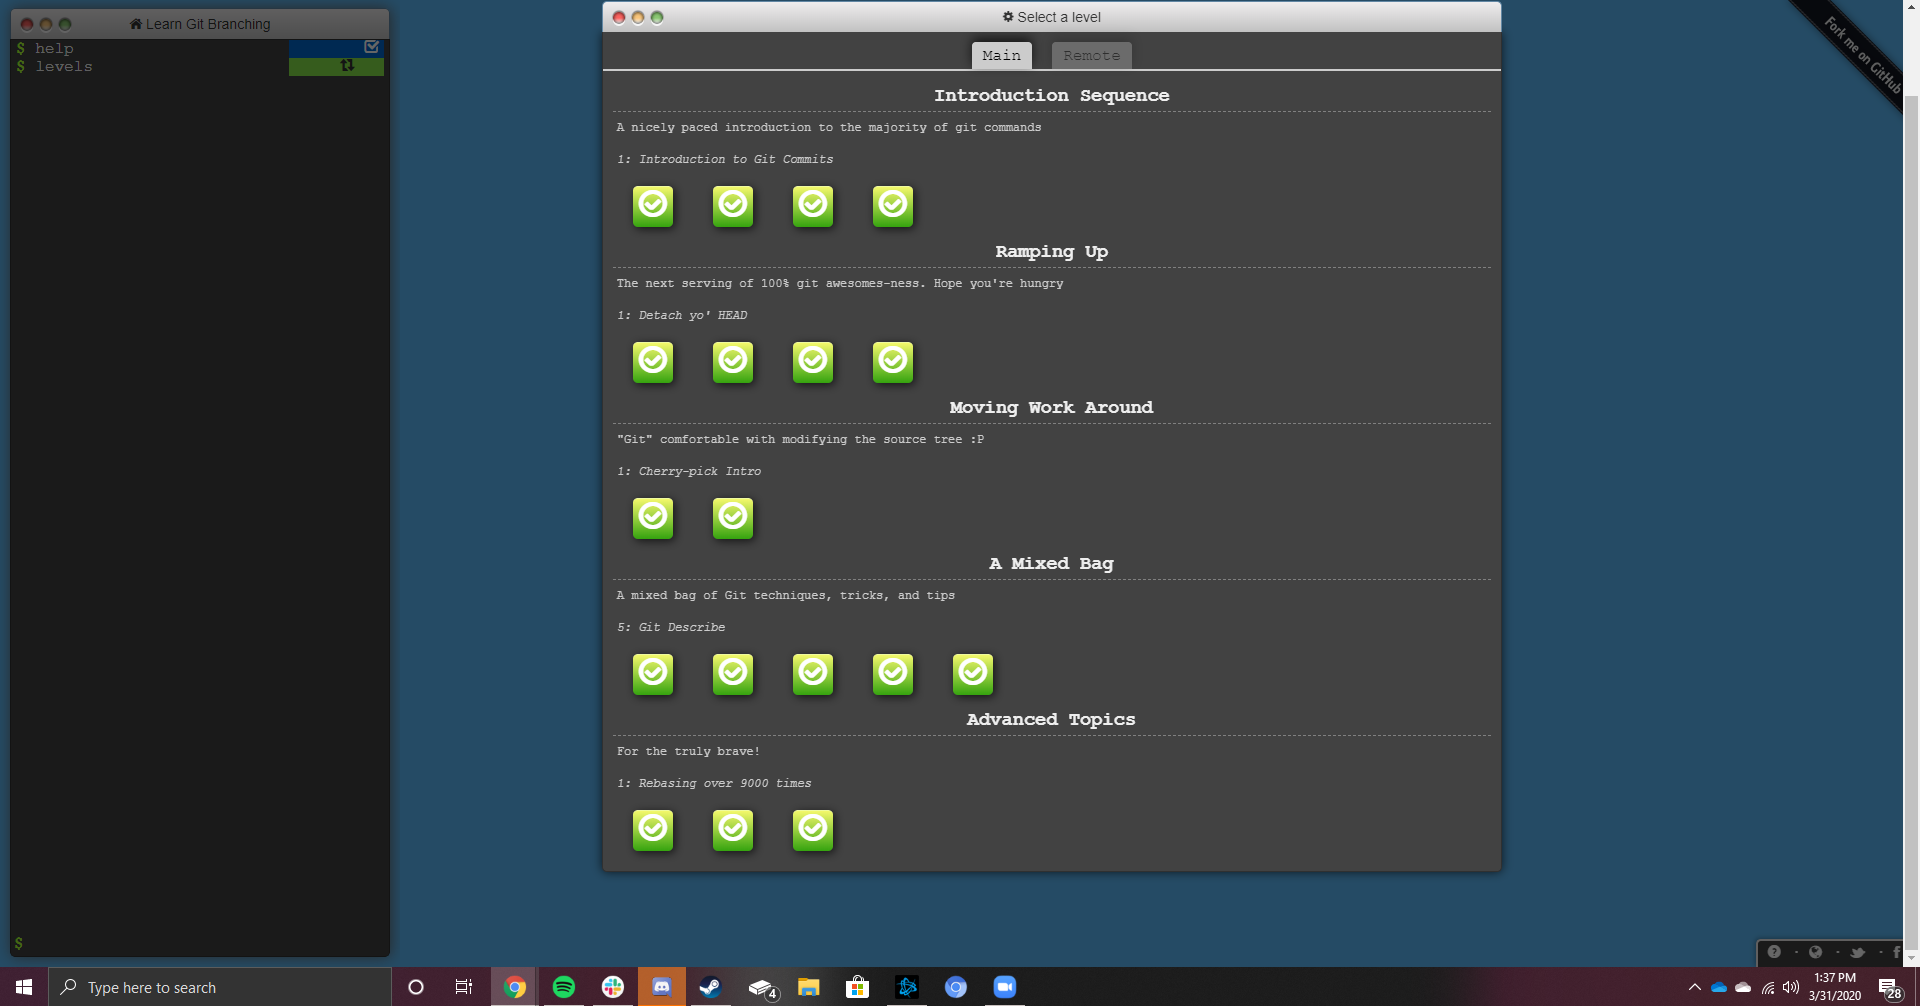 Learn Git Branching
$ help
$ levels
$
Select a level
Main
Remote
Introduction Sequence
A nicely paced introduction to the majority of git commands
1: Introduction to Git Commits
Ramping Up
The next serving of 100% git awesomes-ness. Hope you're hungry
1: Detach yo' HEAD
Moving Work Around
"Git" comfortable with modifying the source tree :P
1: Cherry-pick Intro
A Mixed Bag
A mixed bag of Git techniques, tricks, and tips
5: Git Describe
Advanced Topics
For the truly brave!
1: Rebasing over 9000 times
Fork me on GitHub
Type here to search
4
1:37 PM
3/31/2020
28